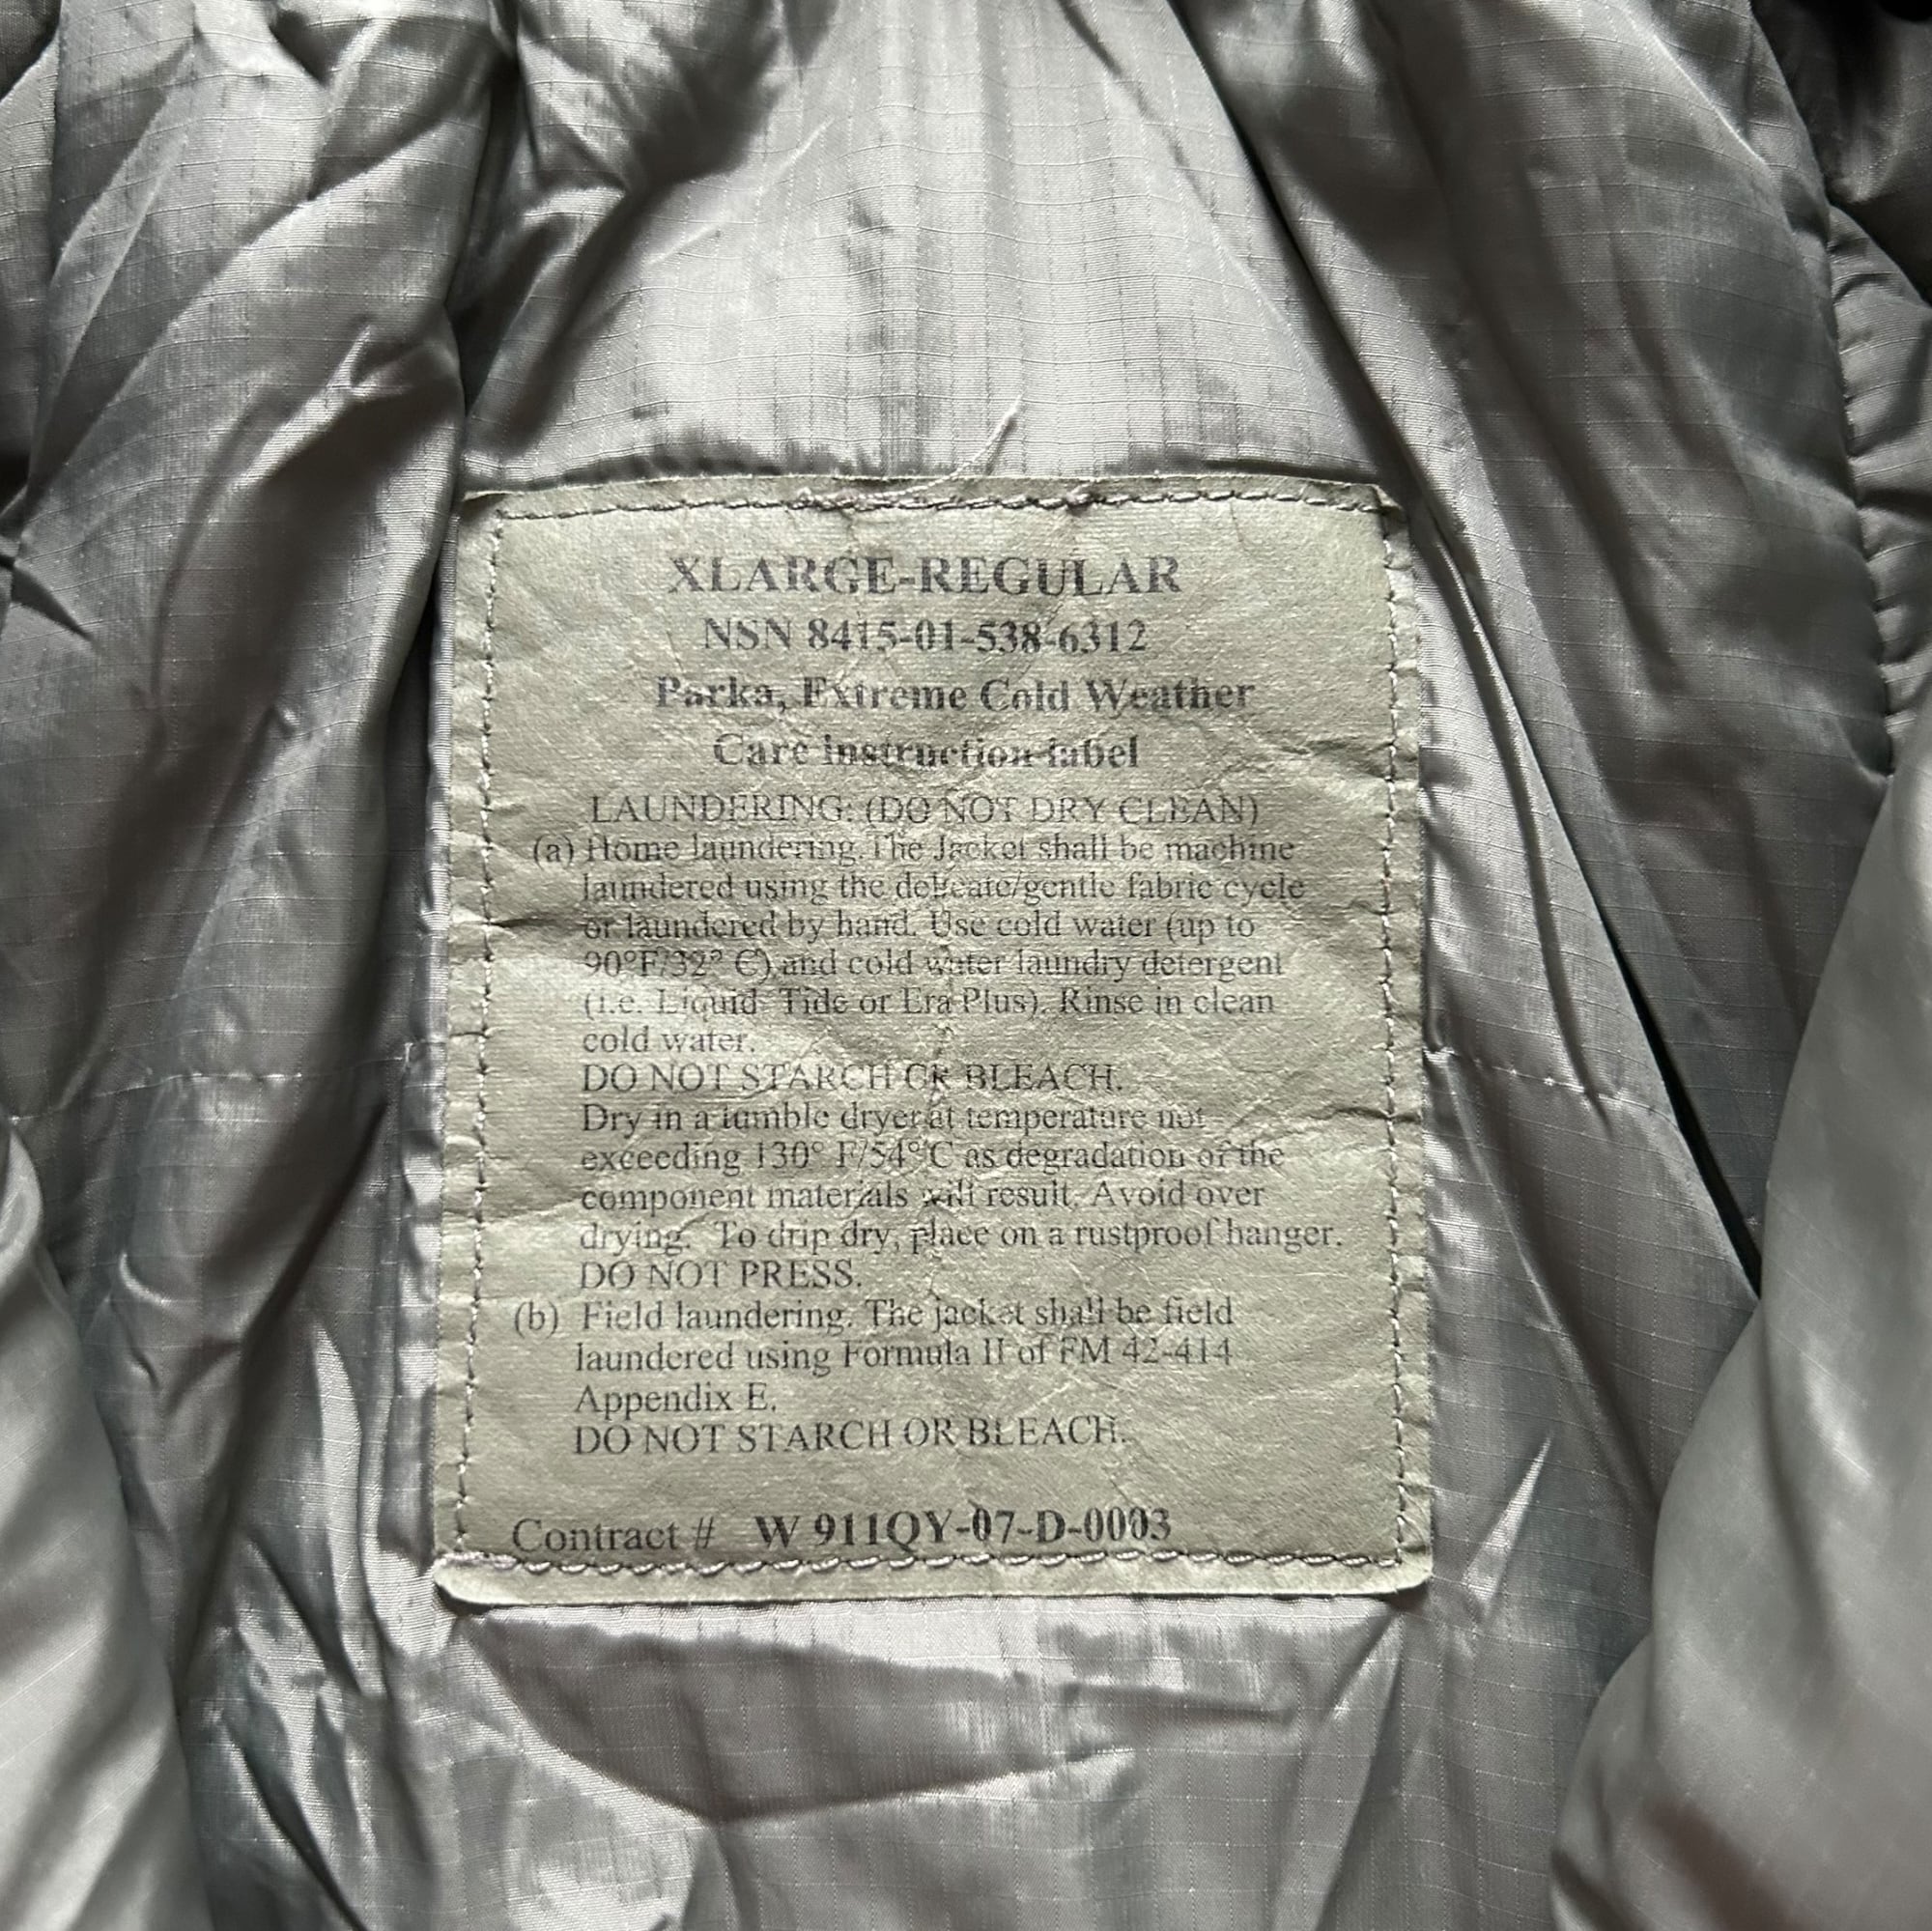 XLARGE-REGULAR
NSN 8415-01-538-6312
Parka, Extreme Cold Weather
Care instruction label
LAUNDERING: (DO NOT DRY CLEAN)
(a) Home laundering. The Jacket shall be machine
laundered using the delicate/gentle fabric cycle
or laundered by hand. Use cold water (up to
90°F/32° C) and cold water laundry detergent
(i.e. Liquid Tide or Era Plus). Rinse in clean
cold water.
DO NOT STARCH OR BLEACH.
Dry in a tumble dryer at temperature not
exceeding 130° F/54°C as degradation of the
component materials will result. Avoid over
drying. To drip dry, place on a rustproof hanger.
DO NOT PRESS.
(b) Field laundering. The jacket shall be field
laundered using Formula II of FM 42-414
Appendix E.
DO NOT STARCH OR BLEACH.
Contract # W 911QY-07-D-0003